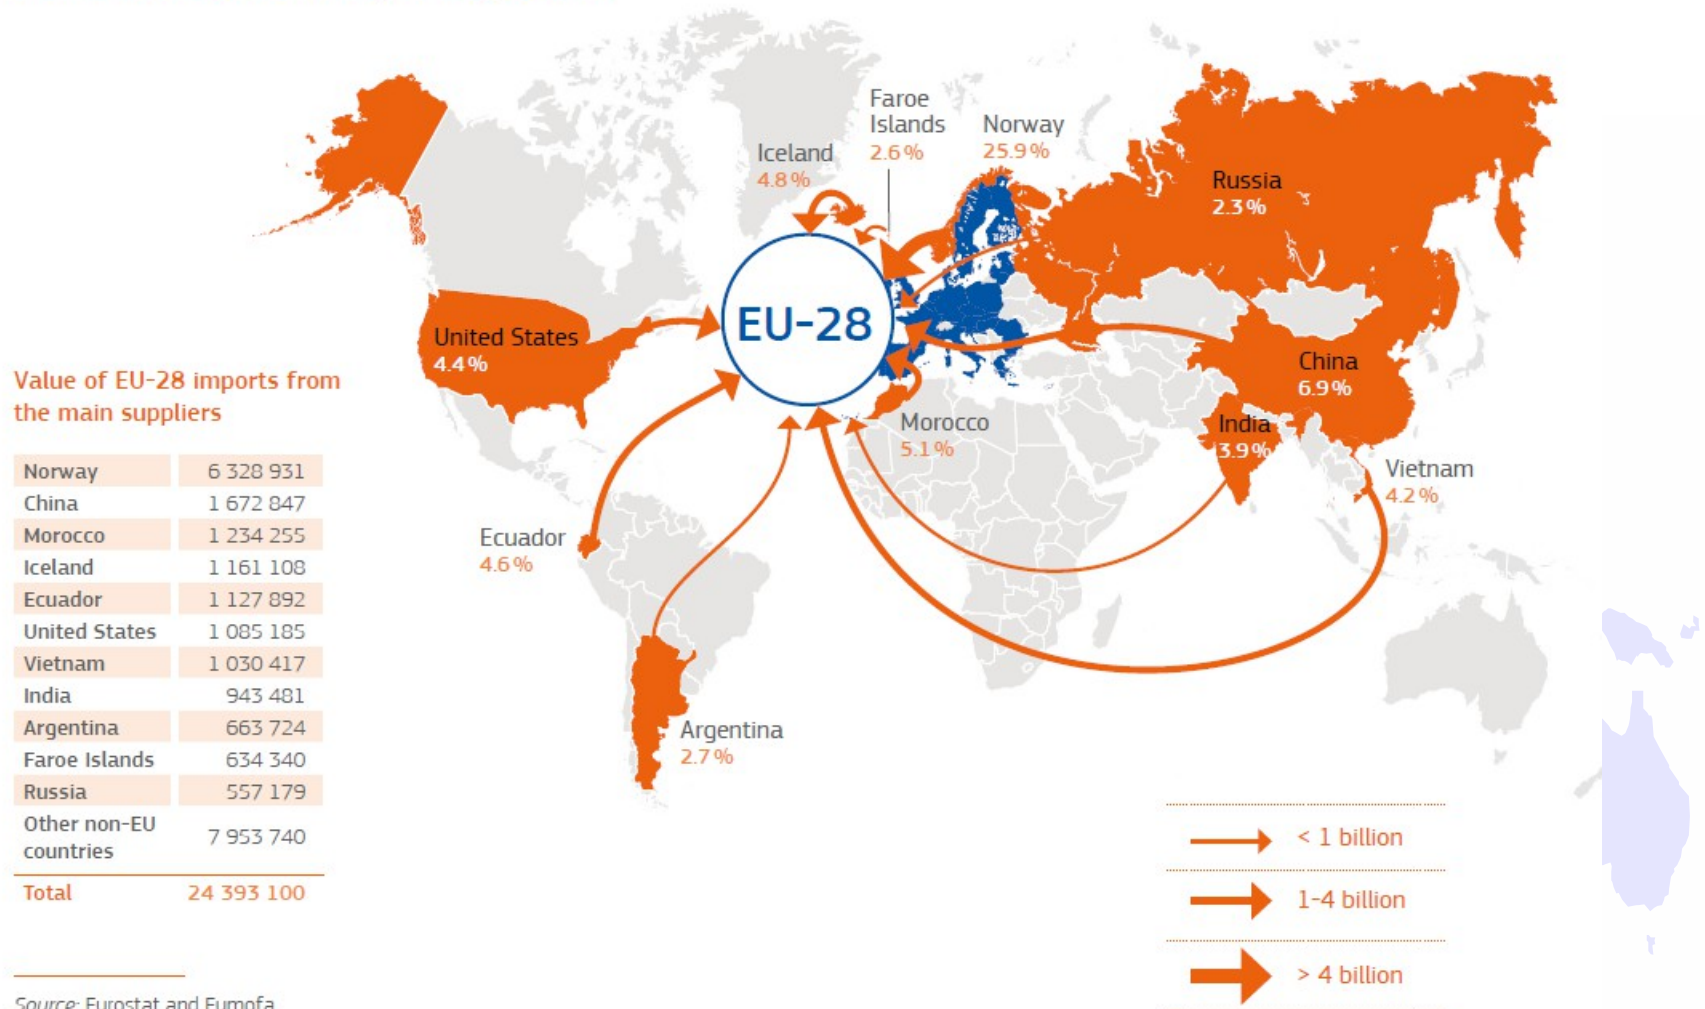 Faroe
Islands
2.6 %
Norway
25.9 %
Iceland
4.8 %
Russia
2.3 %
EU-28
United States
4.4 %
China
6.9 %
India
3.9 %
Morocco
5.1 %
Vietnam
4.2 %
Ecuador
4.6 %
Argentina
2.7 %
Value of EU-28 imports from
the main suppliers
Norway 6 328 931
China 1 672 847
Morocco 1 234 255
Iceland 1 161 108
Ecuador 1 127 892
United States 1 085 185
Vietnam 1 030 417
India 943 481
Argentina 663 724
Faroe Islands 634 340
Russia 557 179
Other non-EU
countries 7 953 740
Total 24 393 100
< 1 billion
1-4 billion
> 4 billion
Source: Eurostat and Eumofa